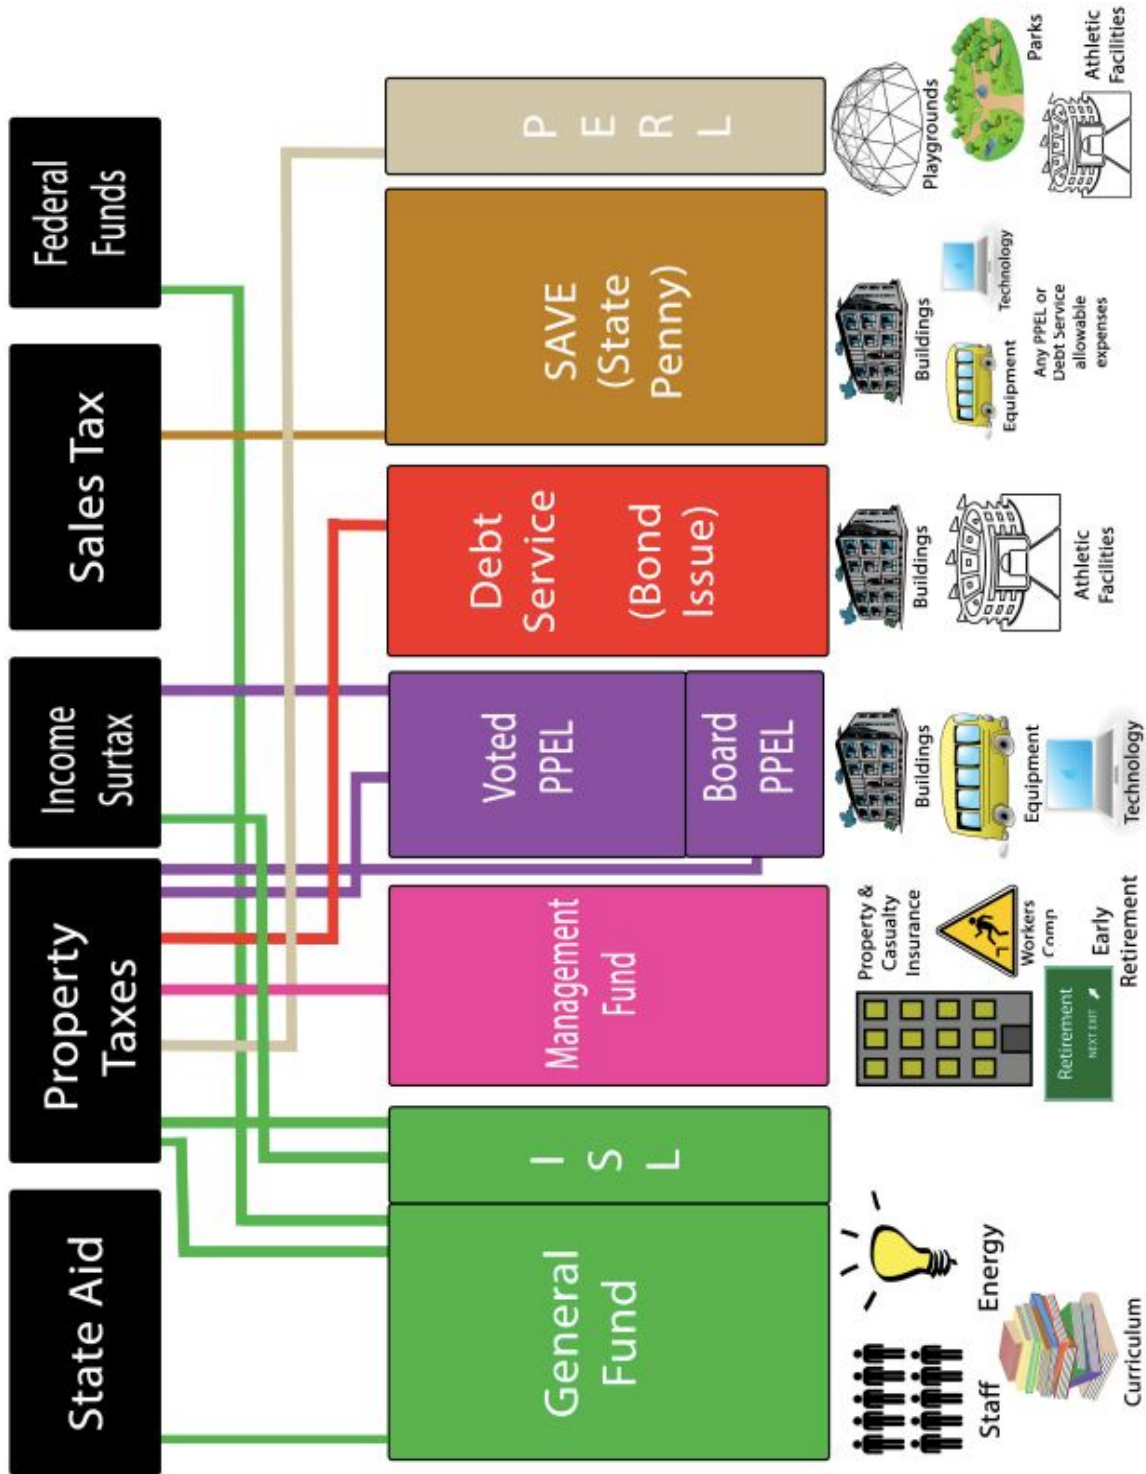 State Aid
Property
Taxes
Income
Surtax
Sales Tax
Federal
Funds
General
Fund
I
S
L
Management
Fund
Voted
PPEL
Board
PPEL
Debt
Service
(Bond
Issue)
SAVE
(State
Penny)
P
E
R
L
Staff
Energy
Curriculum
Property &
Casualty
Insurance
Workers
Comp
Retirement
NEXT EXIT
Early
Retirement
Buildings
Equipment
Technology
Buildings
Athletic
Facilities
Buildings
Equipment
Technology
Any PPEL or
Debt Service
allowable
expenses
Playgrounds
Parks
Athletic
Facilities